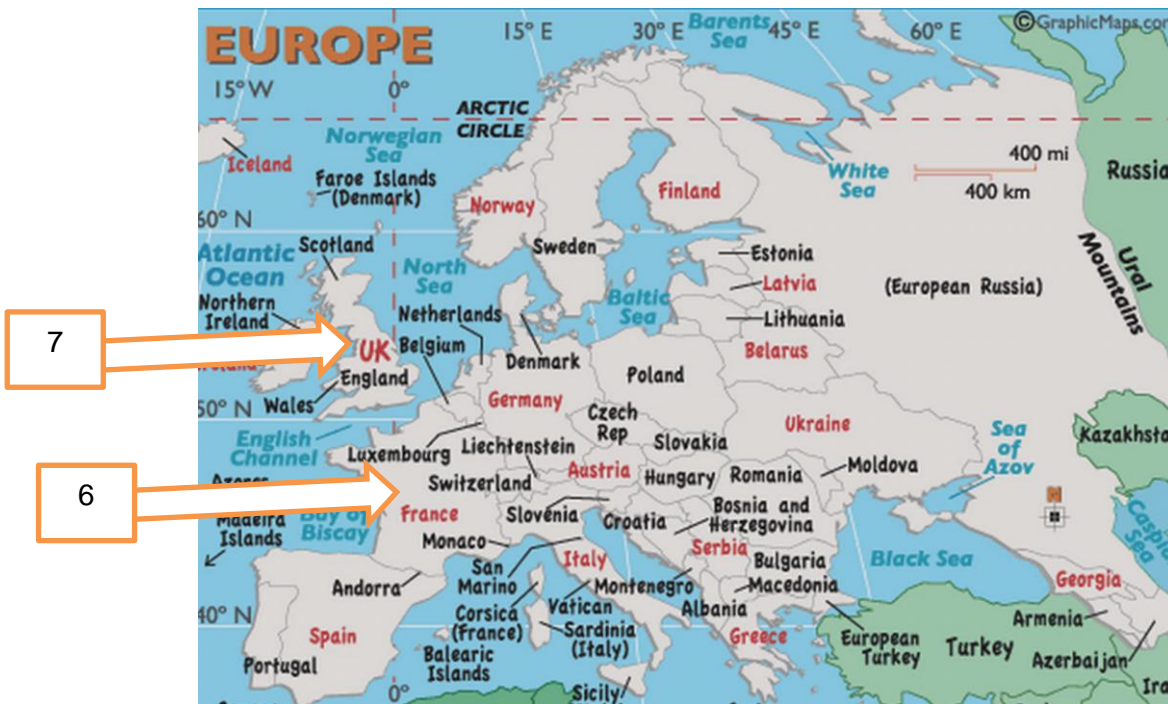 EUROPE
15° W
0°
15° E
30° E
Barents
Sea
45° E
60° E
©GraphicMaps.com
ARCTIC
CIRCLE
Norwegian
Sea
Iceland
Faroe Islands
(Denmark)
White
Sea
400 mi
400 km
Russia
Norway
Finland
60° N
Scotland
Sweden
Estonia
Atlantic
Ocean
North
Sea
Latvia
(European Russia)
Ural
Mountains
Northern
Ireland
Netherlands
Baltic
Sea
Lithuania
7
UK
Belgium
Denmark
Belarus
Ireland
England
Poland
Wales
Germany
50° N
Czech
Rep
Ukraine
English
Channel
Luxembourg
Liechtenstein
Slovakia
Sea
of
Azov
Kazakhsta
6
Azores
Switzerland
Austria
Hungary
Romania
Moldova
Madeira
Islands
Bay of
Biscay
France
Slovenia
Croatia
Bosnia and
Herzegovina
N
Caspian
Sea
Monaco
San
Marino
Italy
Serbia
Bulgaria
Black Sea
Andorra
Montenegro
Macedonia
Georgia
40° N
Corsica
(France)
Vatican
Sardinia
(Italy)
Albania
Armenia
Spain
Greece
European
Turkey
Turkey
Azerbaijan
Portugal
Balearic
Islands
0°
Sicily
Ira